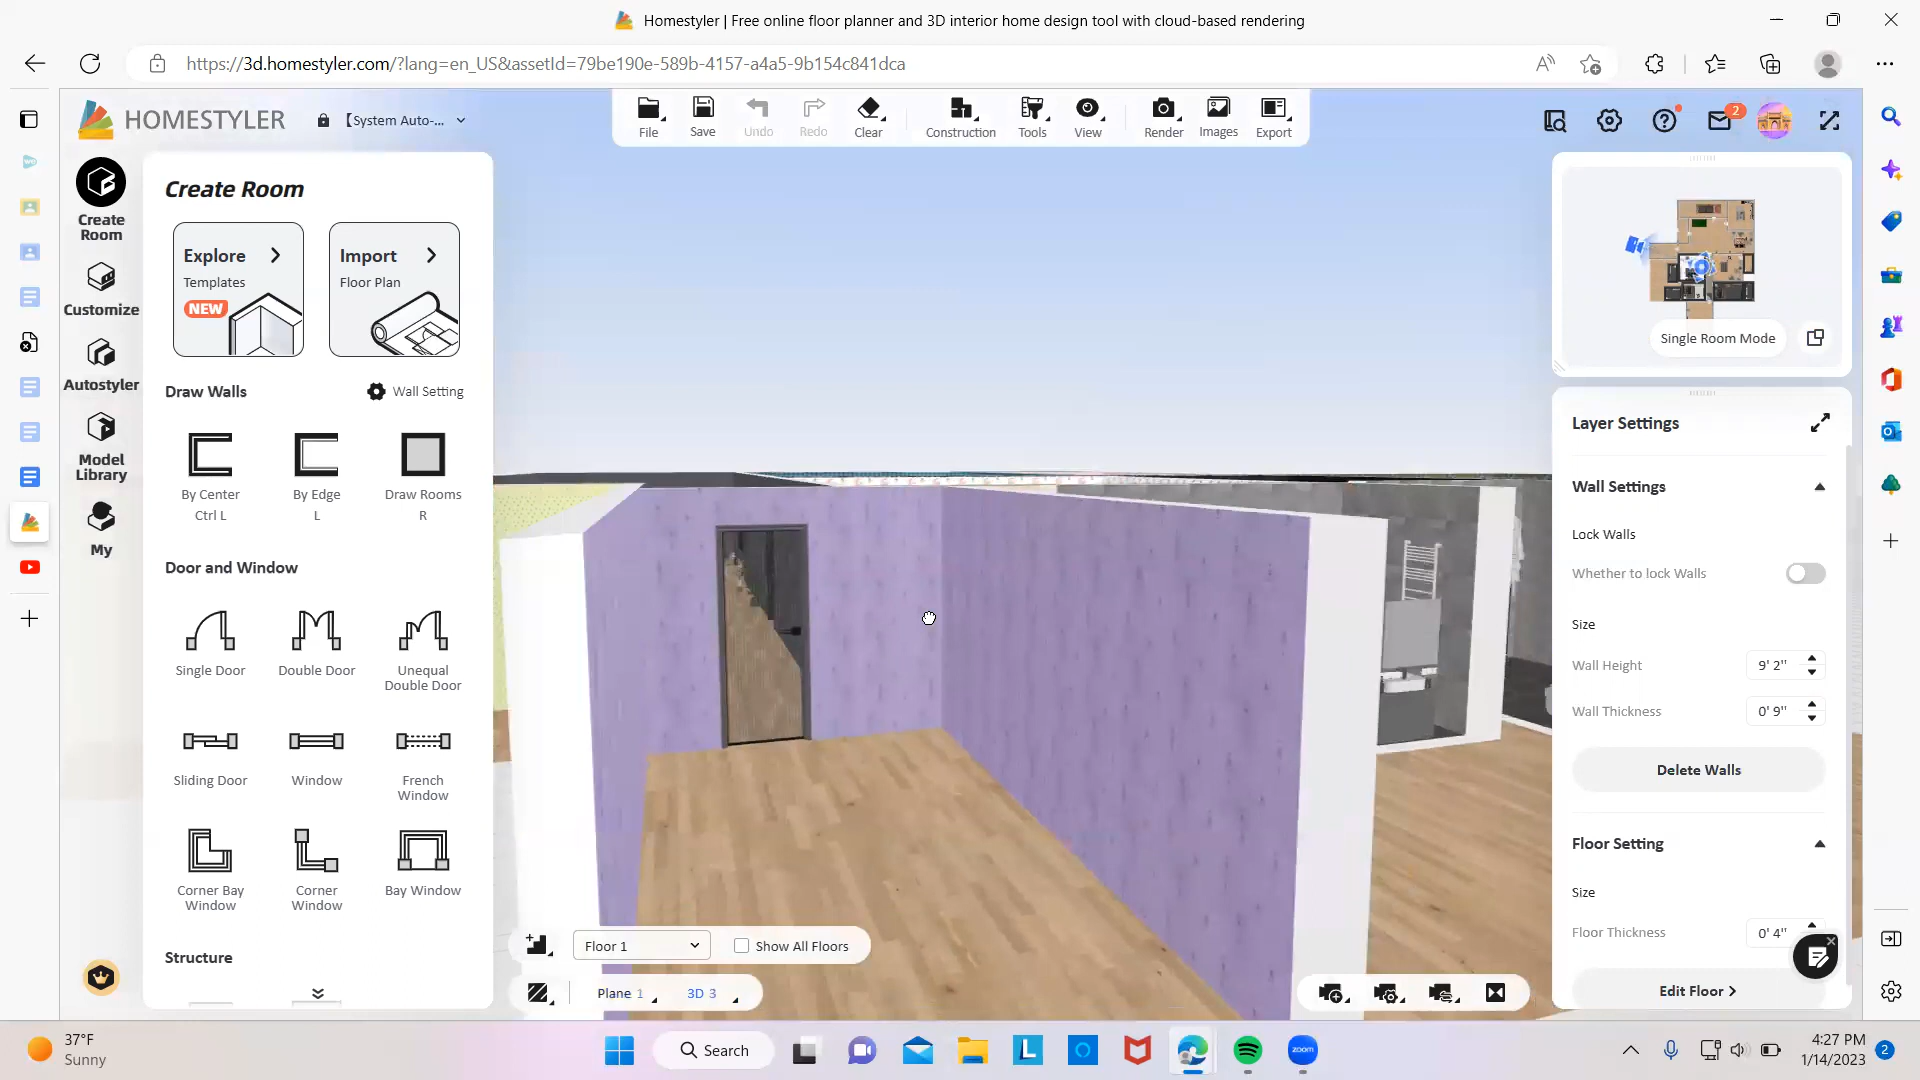 Homestyler | Free online floor planner and 3D interior home design tool with cloud-based rendering
https://3d.homestyler.com/?lang=en_US&assetId=79be190e-589b-4157-a4a5-9b154c841dca
HOMESTYLER
【System Auto-...
File
Save
Undo
Redo
Clear
Construction
Tools
View
Render
Images
Export
2
Create
Room
Customize
Autostyler
Model
Library
My
Create Room
Explore
Templates
NEW
Import
Floor Plan
Draw Walls
Wall Setting
By Center
Ctrl L
By Edge
L
Draw Rooms
R
Door and Window
Single Door
Double Door
Unequal
Double Door
Sliding Door
Window
French
Window
Corner Bay
Window
Corner
Window
Bay Window
Structure
Floor 1
Show All Floors
Plane 1
3D 3
Single Room Mode
Layer Settings
Wall Settings
Lock Walls
Whether to lock Walls
Size
Wall Height
9' 2''
Wall Thickness
0' 9''
Delete Walls
Floor Setting
Size
Floor Thickness
0' 4''
Edit Floor
37°F
Sunny
Search
L
zoom
4:27 PM
1/14/2023
2